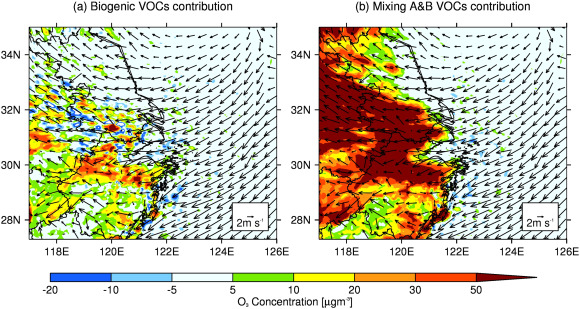 (a) Biogenic VOCs contribution
(b) Mixing A&B VOCs contribution
34N
32N
30N
28N
2m s⁻¹
118E 120E 122E 124E 126E
34N
32N
30N
28N
2m s⁻¹
118E 120E 122E 124E 126E
-20 -10 -5 5 10 20 30 50
O₃ Concentration [µgm⁻³]